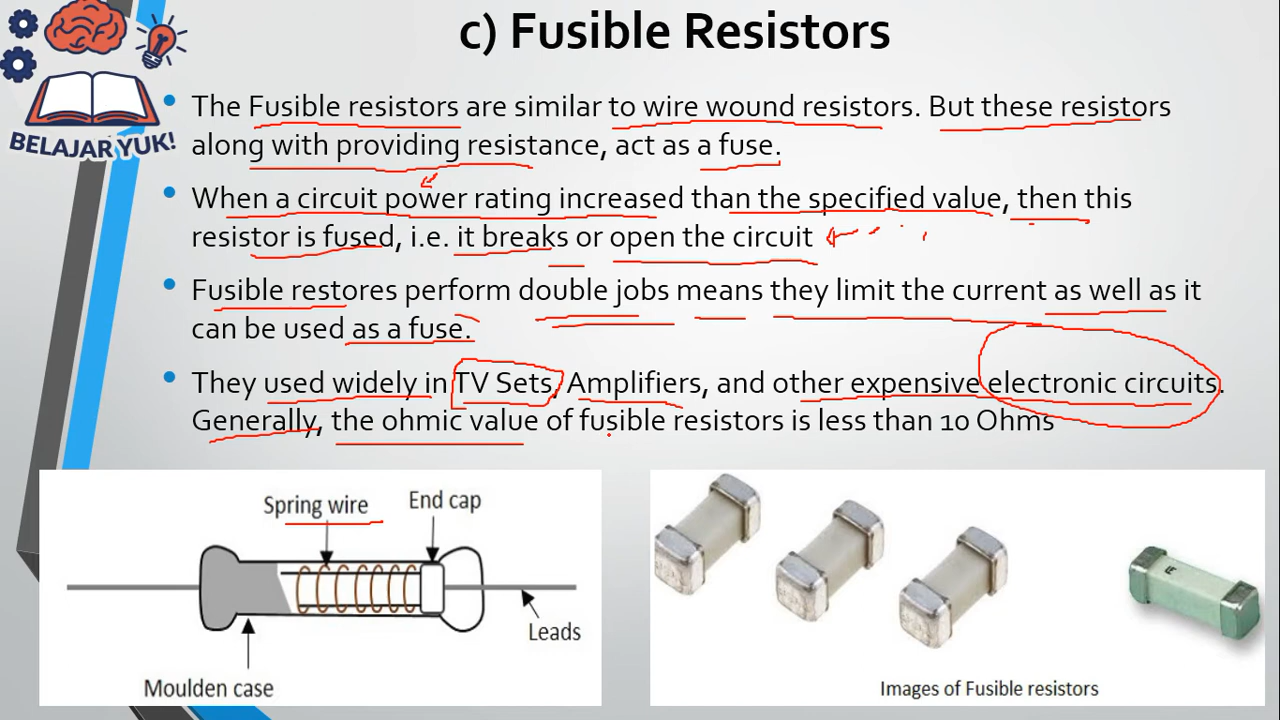 c) Fusible Resistors
BELAJAR YUK!
The Fusible resistors are similar to wire wound resistors. But these resistors
along with providing resistance, act as a fuse.
When a circuit power rating increased than the specified value, then this
resistor is fused, i.e. it breaks or open the circuit
Fusible restores perform double jobs means they limit the current as well as it
can be used as a fuse.
They used widely in TV Sets, Amplifiers, and other expensive electronic circuits.
Generally, the ohmic value of fusible resistors is less than 10 Ohms
Spring wire
End cap
Leads
Moulden case
Images of Fusible resistors